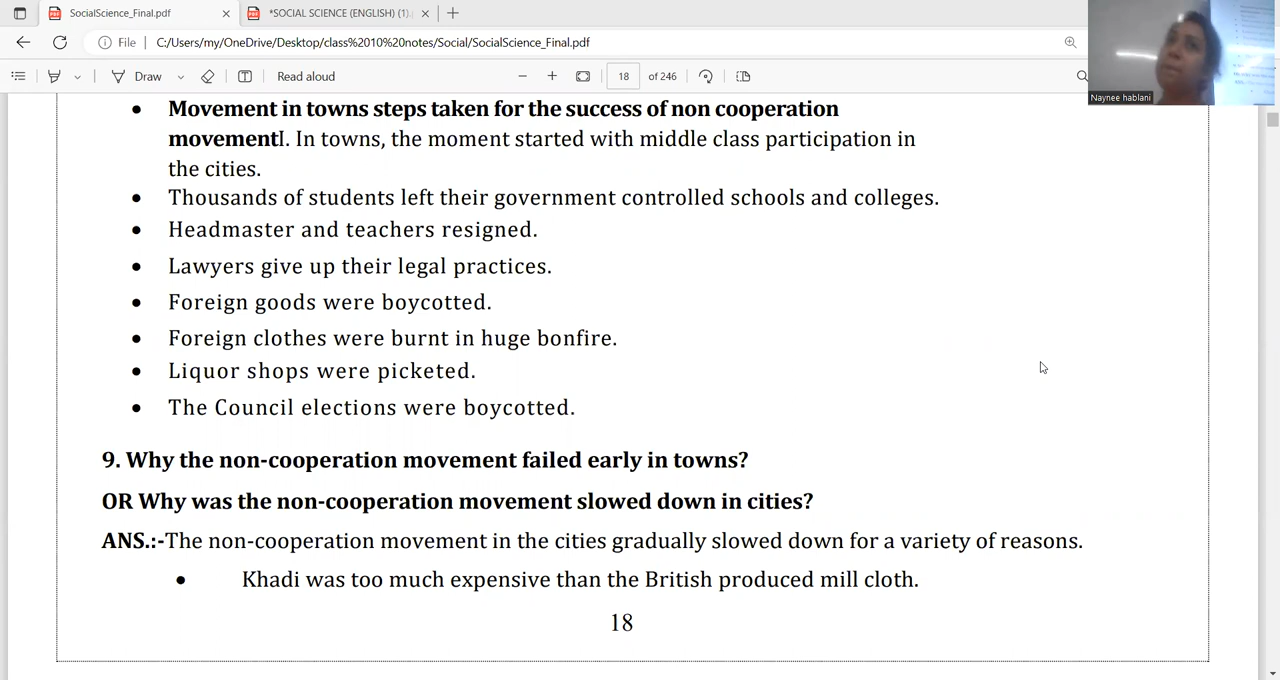 SocialScience_Final.pdf
*SOCIAL SCIENCE (ENGLISH) (1).
File
C:/Users/my/OneDrive/Desktop/class%2010%20notes/Social/SocialScience_Final.pdf
Draw
Read aloud
18
of 246
Naynee hablani
• Movement in towns steps taken for the success of non cooperation
movementI. In towns, the moment started with middle class participation in
the cities.
• Thousands of students left their government controlled schools and colleges.
• Headmaster and teachers resigned.
• Lawyers give up their legal practices.
• Foreign goods were boycotted.
• Foreign clothes were burnt in huge bonfire.
• Liquor shops were picketed.
• The Council elections were boycotted.
9. Why the non-cooperation movement failed early in towns?
OR Why was the non-cooperation movement slowed down in cities?
ANS.:-The non-cooperation movement in the cities gradually slowed down for a variety of reasons.
• Khadi was too much expensive than the British produced mill cloth.
18